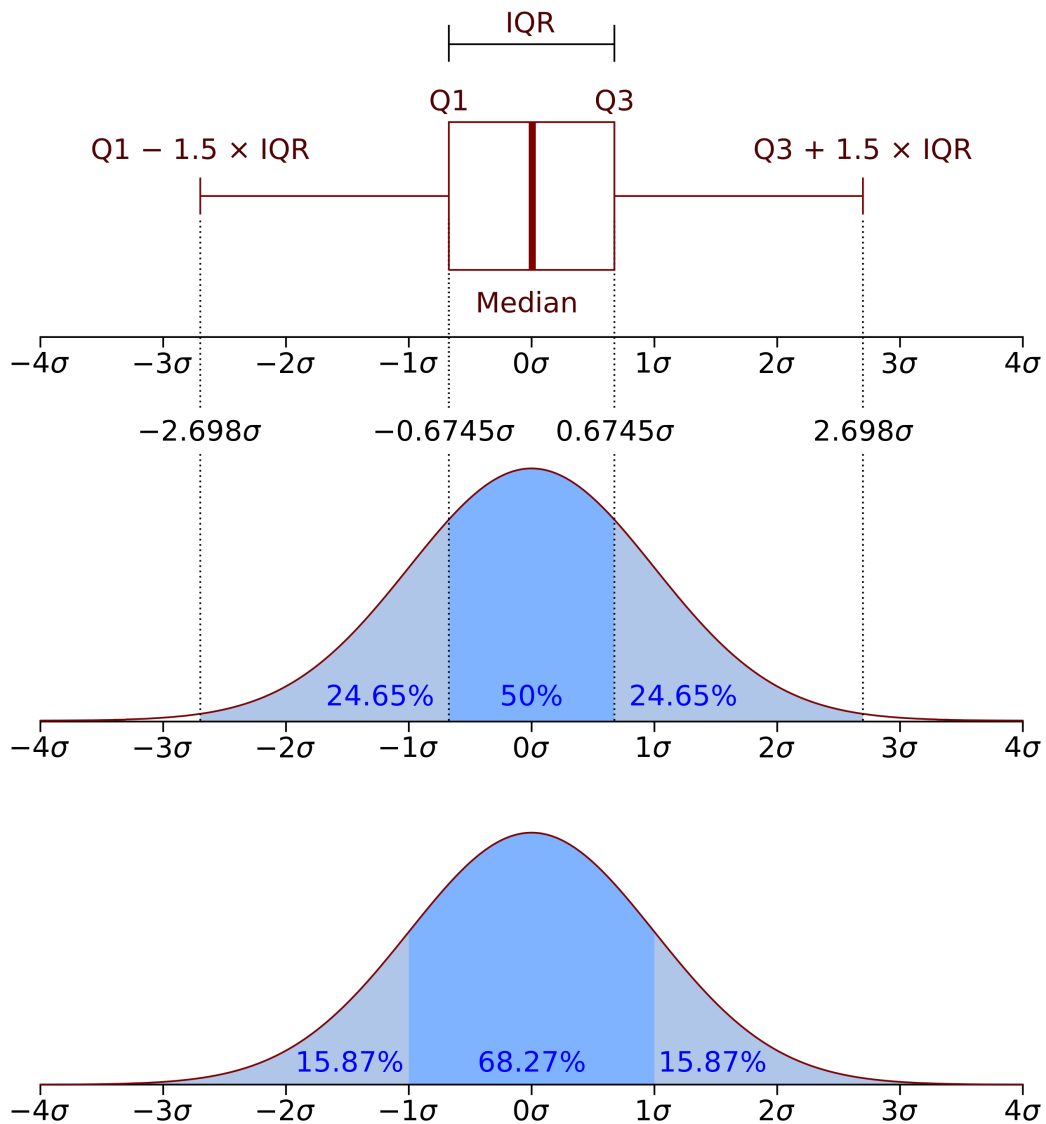 IQR
Q1 Q3
Q1 − 1.5 × IQR Q3 + 1.5 × IQR
Median
−4σ −3σ −2σ −1σ 0σ 1σ 2σ 3σ 4σ
−2.698σ −0.6745σ 0.6745σ 2.698σ
24.65% 50% 24.65%
−4σ −3σ −2σ −1σ 0σ 1σ 2σ 3σ 4σ
15.87% 68.27% 15.87%
−4σ −3σ −2σ −1σ 0σ 1σ 2σ 3σ 4σ